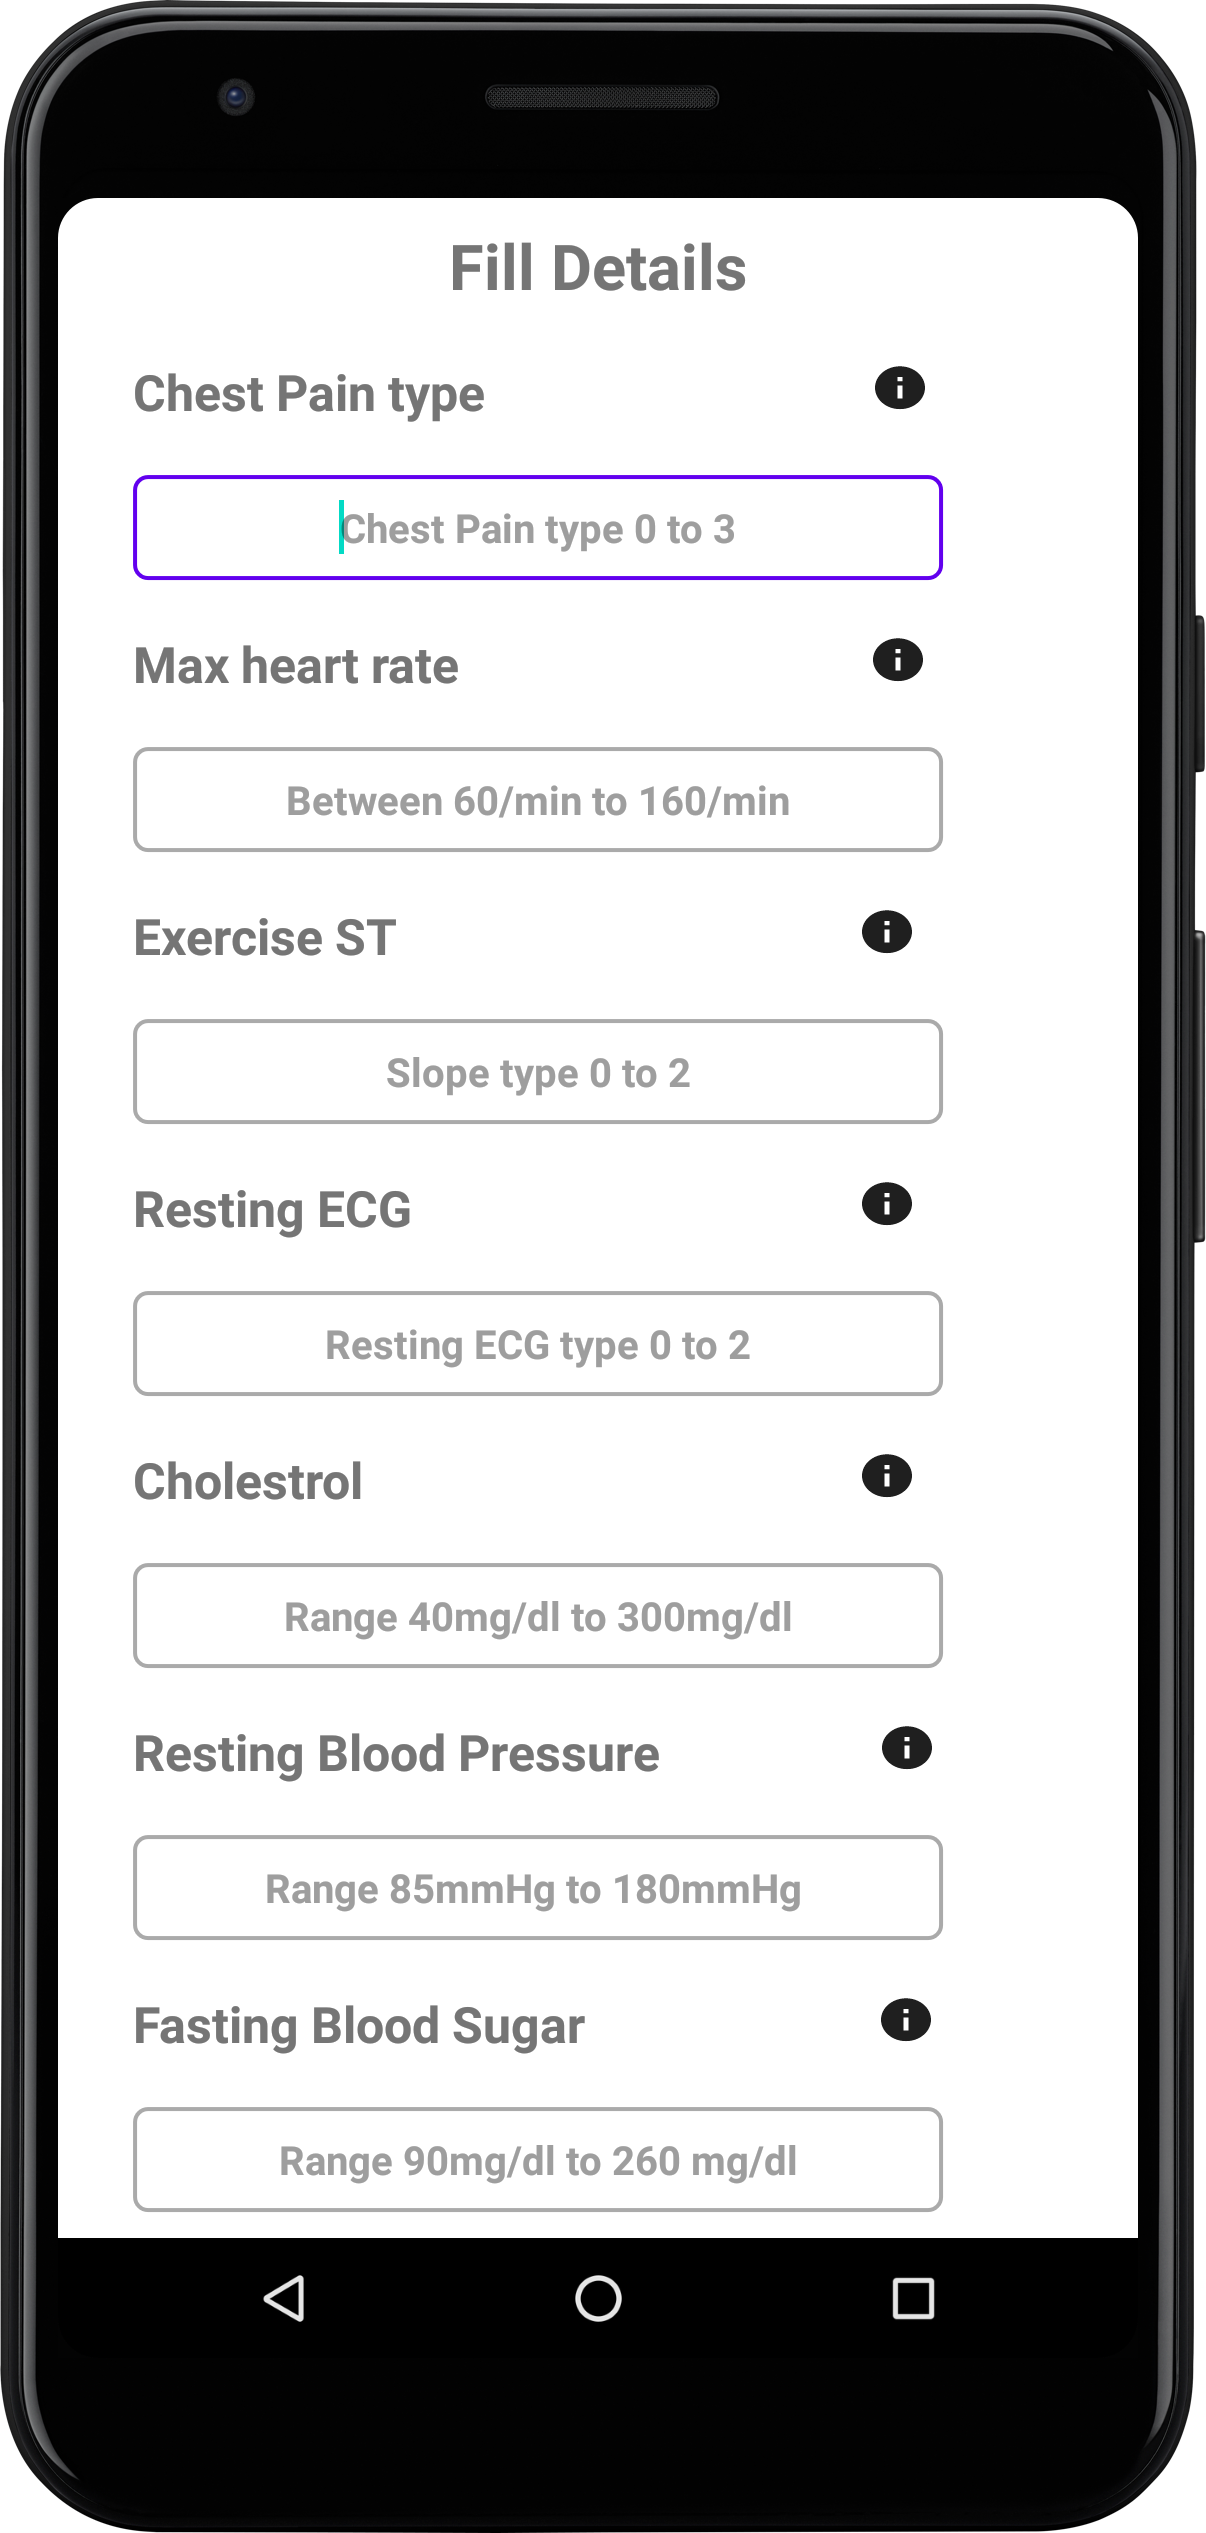 Fill Details
Chest Pain type
Chest Pain type 0 to 3
Max heart rate
Between 60/min to 160/min
Exercise ST
Slope type 0 to 2
Resting ECG
Resting ECG type 0 to 2
Cholestrol
Range 40mg/dl to 300mg/dl
Resting Blood Pressure
Range 85mmHg to 180mmHg
Fasting Blood Sugar
Range 90mg/dl to 260 mg/dl